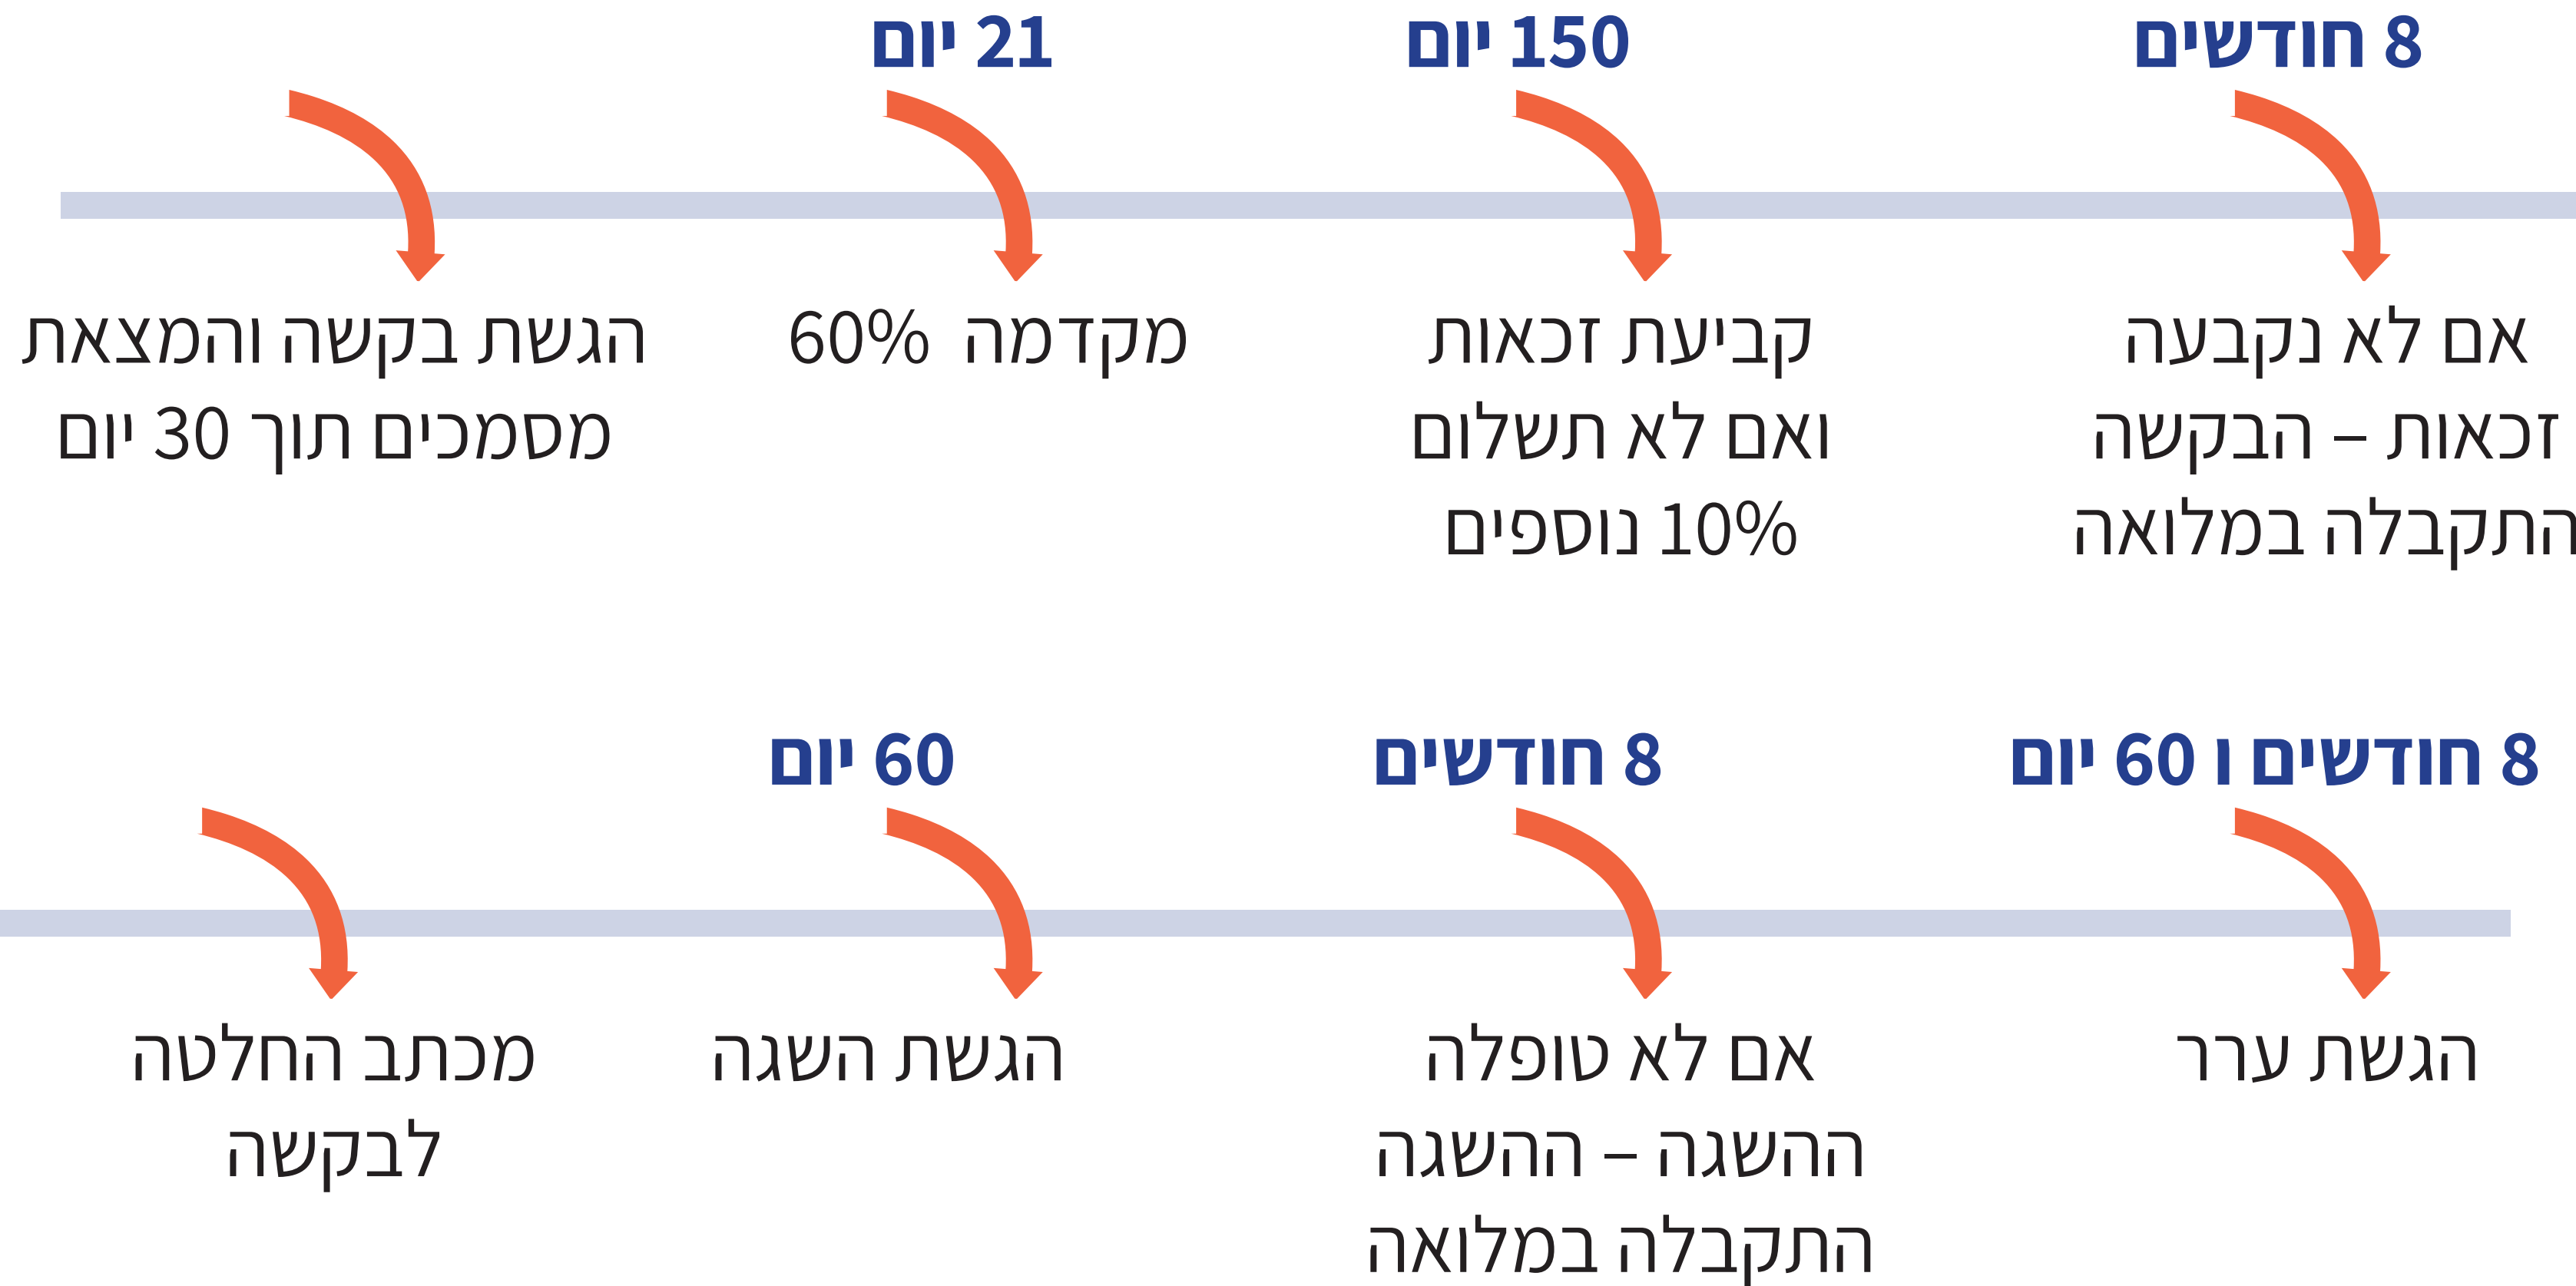 21 יום
150 יום
8 חודשים
הגשת בקשה והמצאת
מסמכים תוך 30 יום
מקדמה 60%
קביעת זכאות
ואם לא תשלום
10% נוספים
אם לא נקבעה
זכאות – הבקשה
התקבלה במלואה
60 יום
8 חודשים
8 חודשים ו 60 יום
מכתב החלטה
לבקשה
הגשת השגה
אם לא טופלה
ההשגה – ההשגה
התקבלה במלואה
הגשת ערר